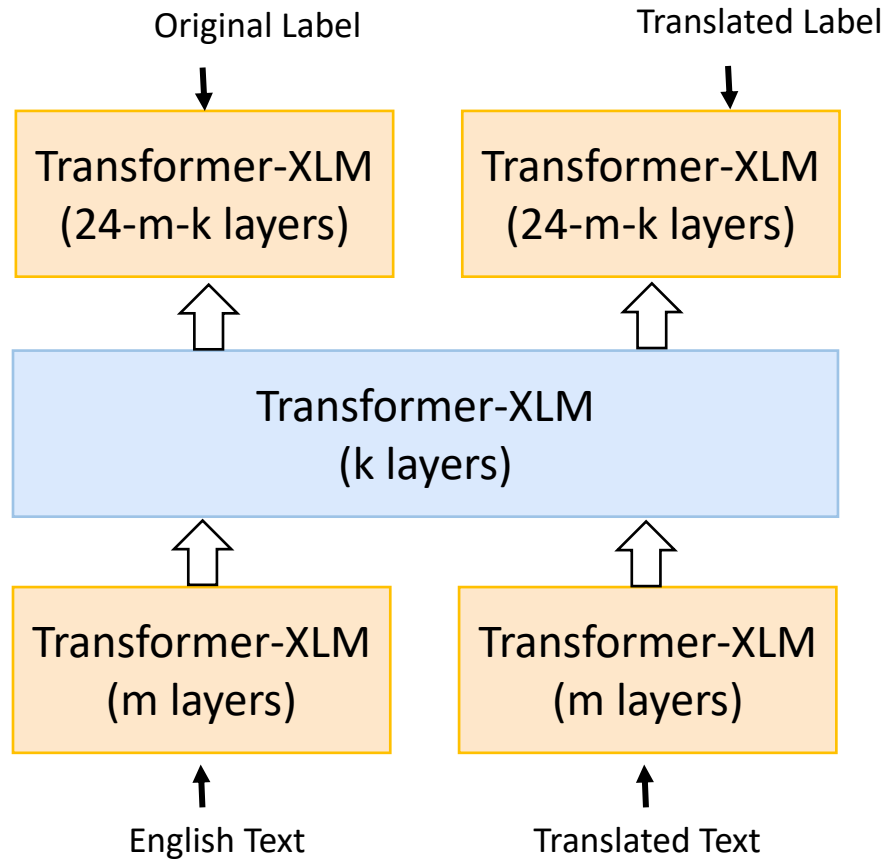 Original Label
Translated Label
Transformer-XLM
(24-m-k layers)
Transformer-XLM
(24-m-k layers)
Transformer-XLM
(k layers)
Transformer-XLM
(m layers)
Transformer-XLM
(m layers)
English Text
Translated Text